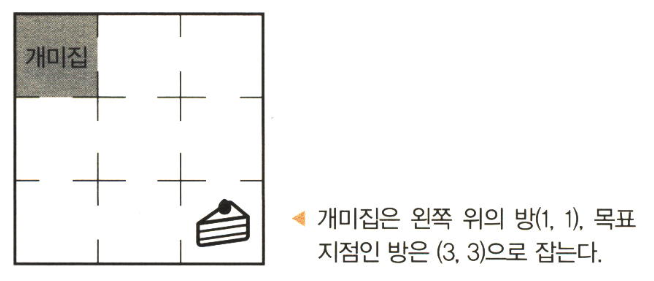 개미집
개미집은 왼쪽 위의 방(1, 1), 목표
지점인 방은 (3, 3)으로 잡는다.